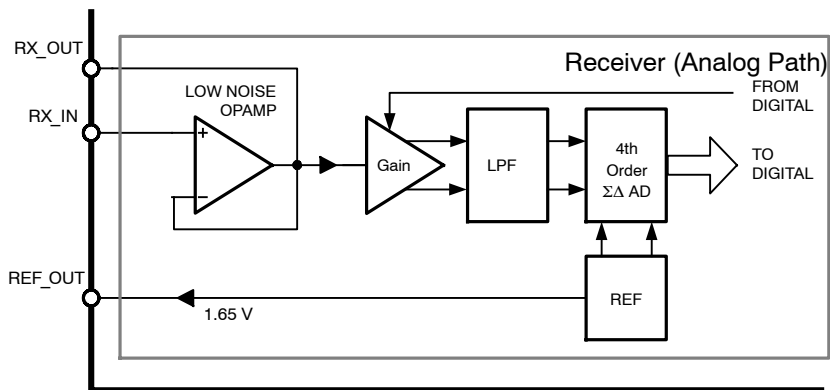 RX_OUT
Receiver (Analog Path)
LOW NOISE
OPAMP
FROM
DIGITAL
RX_IN
+
−
Gain
LPF
4th
Order
ΣΔ AD
TO
DIGITAL
REF_OUT
1.65 V
REF